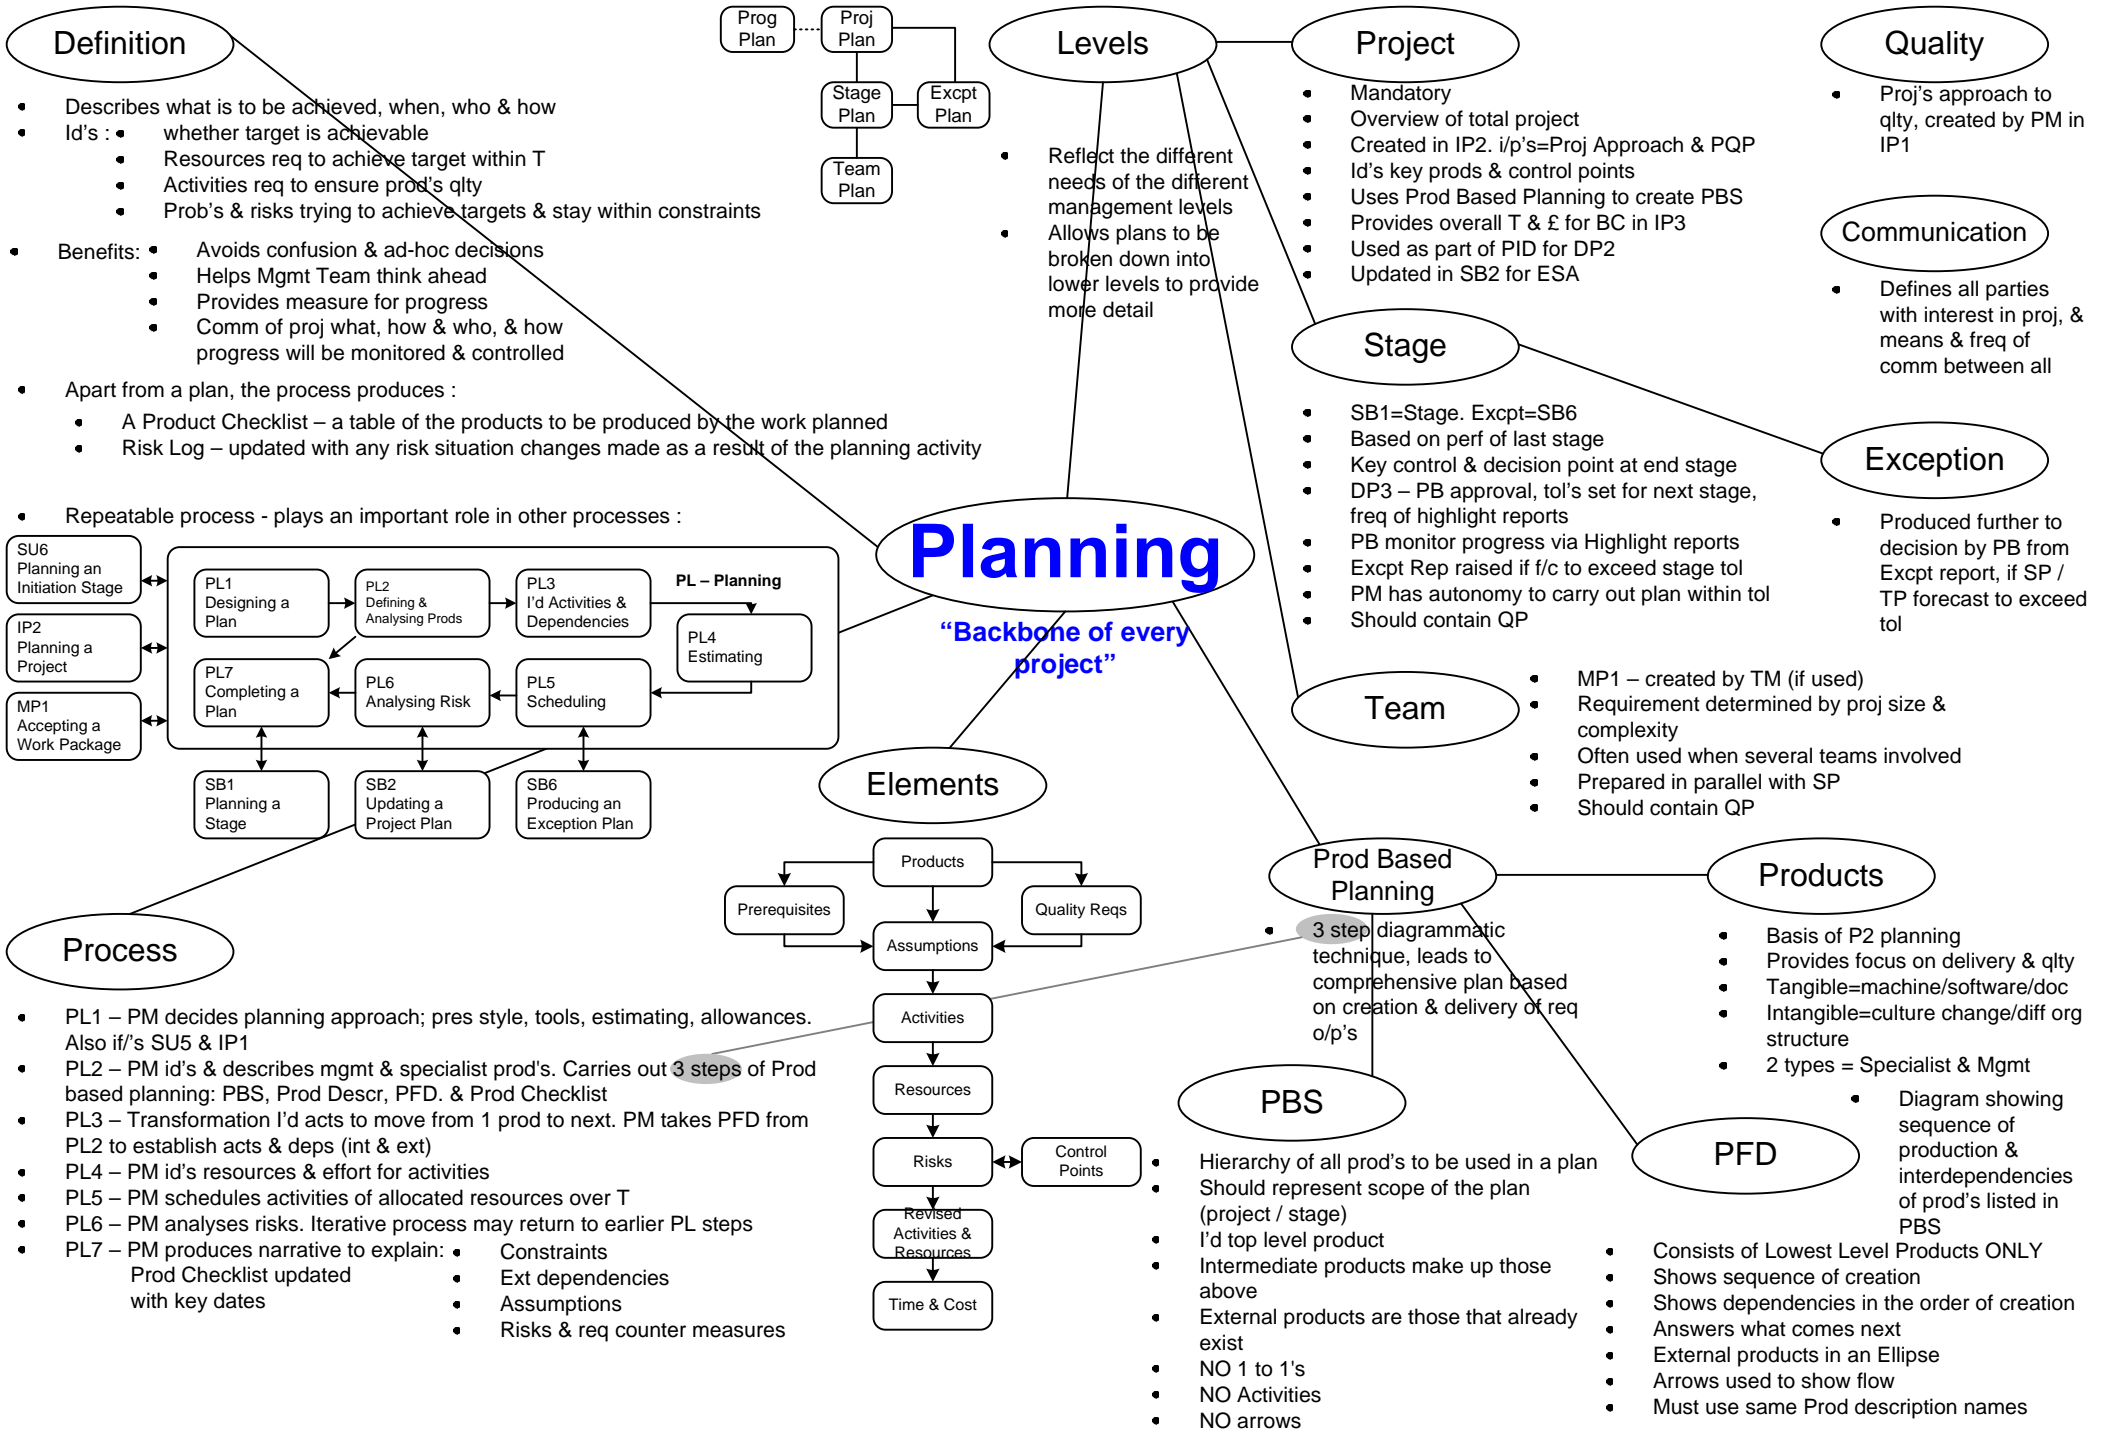 Definition
Describes what is to be achieved, when, who & how
Id's :
whether target is achievable
Resources req to achieve target within T
Activities req to ensure prod's qlty
Prob's & risks trying to achieve targets & stay within constraints
Benefits:
Avoids confusion & ad-hoc decisions
Helps Mgmt Team think ahead
Provides measure for progress
Comm of proj what, how & who, & how
progress will be monitored & controlled
Apart from a plan, the process produces :
A Product Checklist – a table of the products to be produced by the work planned
Risk Log – updated with any risk situation changes made as a result of the planning activity
Repeatable process - plays an important role in other processes :
Prog
Plan
Proj
Plan
Stage
Plan
Excpt
Plan
Team
Plan
Levels
Reflect the different
needs of the different
management levels
Allows plans to be
broken down into
lower levels to provide
more detail
Project
Mandatory
Overview of total project
Created in IP2. i/p's=Proj Approach & PQP
Id's key prods & control points
Uses Prod Based Planning to create PBS
Provides overall T & £ for BC in IP3
Used as part of PID for DP2
Updated in SB2 for ESA
Quality
Proj's approach to
qlty, created by PM in
IP1
Communication
Defines all parties
with interest in proj, &
means & freq of
comm between all
Stage
SB1=Stage. Excpt=SB6
Based on perf of last stage
Key control & decision point at end stage
DP3 – PB approval, tol's set for next stage,
freq of highlight reports
PB monitor progress via Highlight reports
Excpt Rep raised if f/c to exceed stage tol
PM has autonomy to carry out plan within tol
Should contain QP
Exception
Produced further to
decision by PB from
Excpt report, if SP /
TP forecast to exceed
tol
Planning
“Backbone of every
project”
SU6
Planning an
Initiation Stage
IP2
Planning a
Project
MP1
Accepting a
Work Package
PL – Planning
PL1
Designing a
Plan
PL2
Defining &
Analysing Prods
PL3
I'd Activities &
Dependencies
PL4
Estimating
PL7
Completing a
Plan
PL6
Analysing Risk
PL5
Scheduling
SB1
Planning a
Stage
SB2
Updating a
Project Plan
SB6
Producing an
Exception Plan
Team
MP1 – created by TM (if used)
Requirement determined by proj size &
complexity
Often used when several teams involved
Prepared in parallel with SP
Should contain QP
Elements
Products
Prerequisites
Quality Reqs
Assumptions
Activities
Resources
Risks
Control
Points
Revised
Activities &
Resources
Time & Cost
Process
PL1 – PM decides planning approach; pres style, tools, estimating, allowances.
Also if/'s SU5 & IP1
PL2 – PM id's & describes mgmt & specialist prod's. Carries out 3 steps of Prod
based planning: PBS, Prod Descr, PFD. & Prod Checklist
PL3 – Transformation I'd acts to move from 1 prod to next. PM takes PFD from
PL2 to establish acts & deps (int & ext)
PL4 – PM id's resources & effort for activities
PL5 – PM schedules activities of allocated resources over T
PL6 – PM analyses risks. Iterative process may return to earlier PL steps
PL7 – PM produces narrative to explain:
Prod Checklist updated
with key dates
Constraints
Ext dependencies
Assumptions
Risks & req counter measures
Prod Based
Planning
3 step diagrammatic
technique, leads to
comprehensive plan based
on creation & delivery of req
o/p's
Products
Basis of P2 planning
Provides focus on delivery & qlty
Tangible=machine/software/doc
Intangible=culture change/diff org
structure
2 types = Specialist & Mgmt
PBS
Hierarchy of all prod's to be used in a plan
Should represent scope of the plan
(project / stage)
I'd top level product
Intermediate products make up those
above
External products are those that already
exist
NO 1 to 1's
NO Activities
NO arrows
PFD
Diagram showing
sequence of
production &
interdependencies
of prod's listed in
PBS
Consists of Lowest Level Products ONLY
Shows sequence of creation
Shows dependencies in the order of creation
Answers what comes next
External products in an Ellipse
Arrows used to show flow
Must use same Prod description names